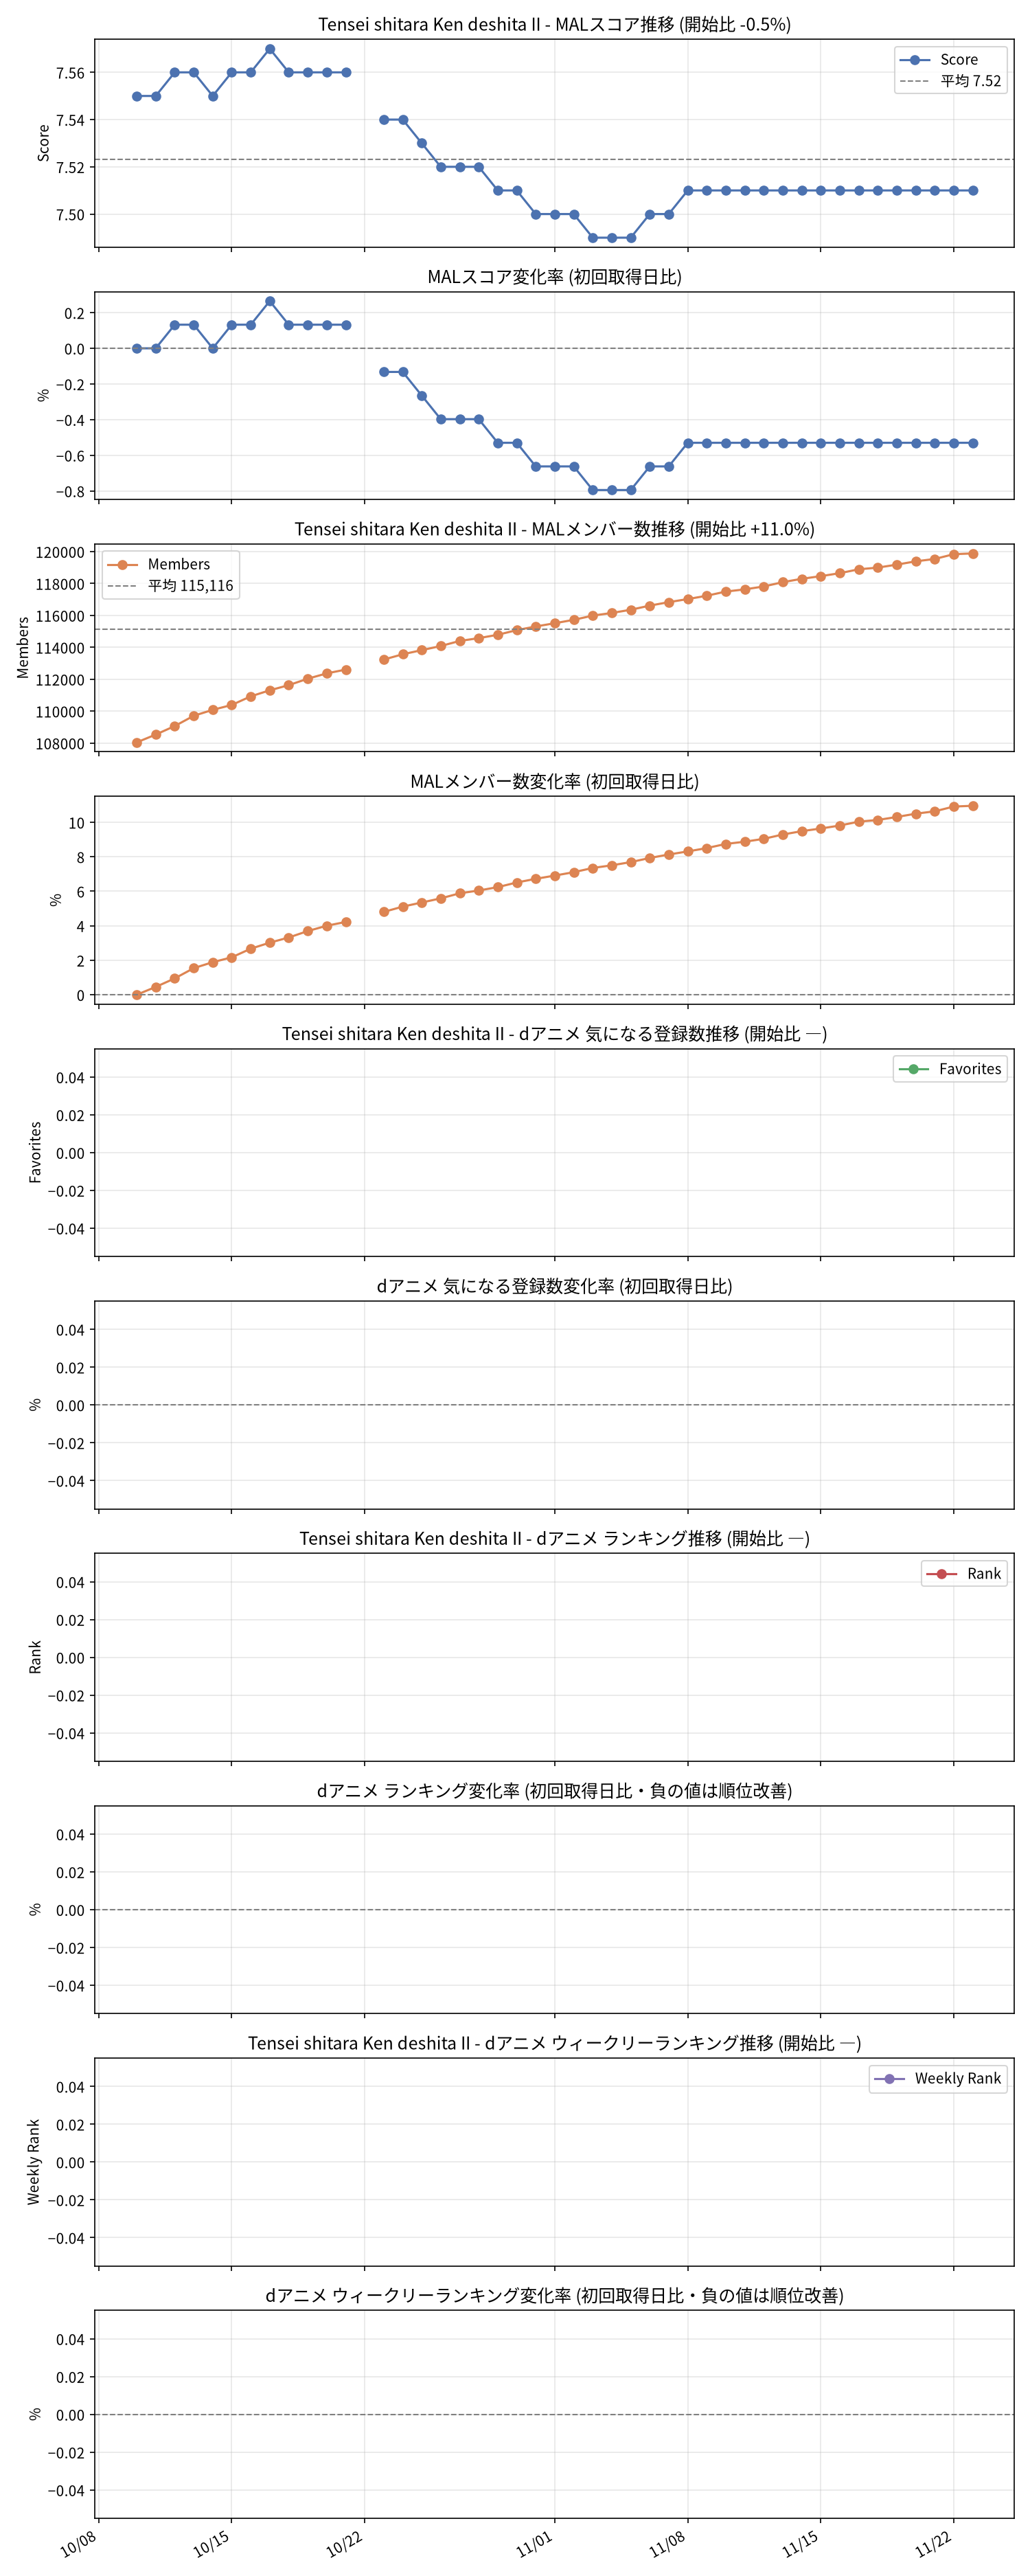 Tensei shitara Ken deshita II - MALスコア推移 (開始比 -0.5%)
Score
平均 7.52
7.56
7.54
7.52
7.50
Score
MALスコア変化率 (初回取得日比)
0.2
0.0
−0.2
−0.4
−0.6
−0.8
%
Tensei shitara Ken deshita II - MALメンバー数推移 (開始比 +11.0%)
Members
平均 115,116
120000
118000
116000
114000
112000
110000
108000
Members
MALメンバー数変化率 (初回取得日比)
10
8
6
4
2
0
%
Tensei shitara Ken deshita II - dアニメ 気になる登録数推移 (開始比 —)
Favorites
0.04
0.02
0.00
−0.02
−0.04
Favorites
dアニメ 気になる登録数変化率 (初回取得日比)
0.04
0.02
0.00
−0.02
−0.04
%
Tensei shitara Ken deshita II - dアニメ ランキング推移 (開始比 —)
Rank
0.04
0.02
0.00
−0.02
−0.04
Rank
dアニメ ランキング変化率 (初回取得日比・負の値は順位改善)
0.04
0.02
0.00
−0.02
−0.04
%
Tensei shitara Ken deshita II - dアニメ ウィークリーランキング推移 (開始比 —)
Weekly Rank
0.04
0.02
0.00
−0.02
−0.04
Weekly Rank
dアニメ ウィークリーランキング変化率 (初回取得日比・負の値は順位改善)
0.04
0.02
0.00
−0.02
−0.04
%
10/08
10/15
10/22
11/01
11/08
11/15
11/22